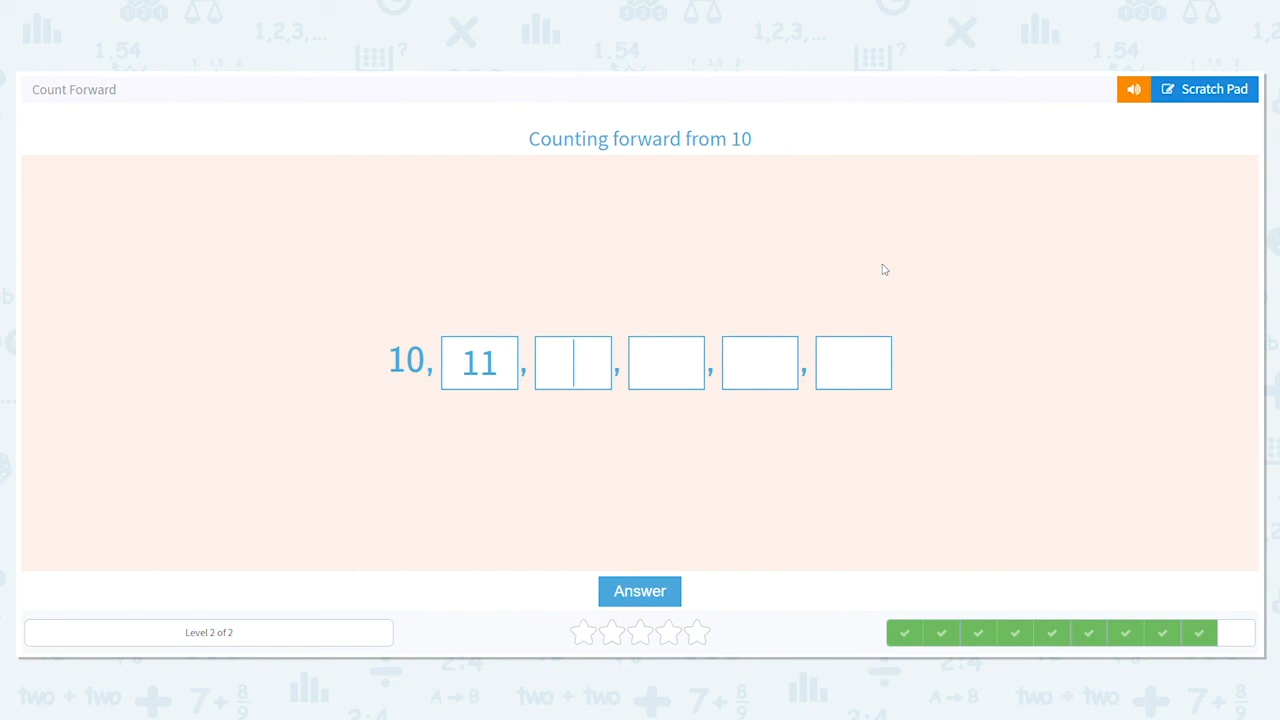 Count Forward
Scratch Pad
Counting forward from 10
10, 11 , , , ,
Answer
Level 2 of 2